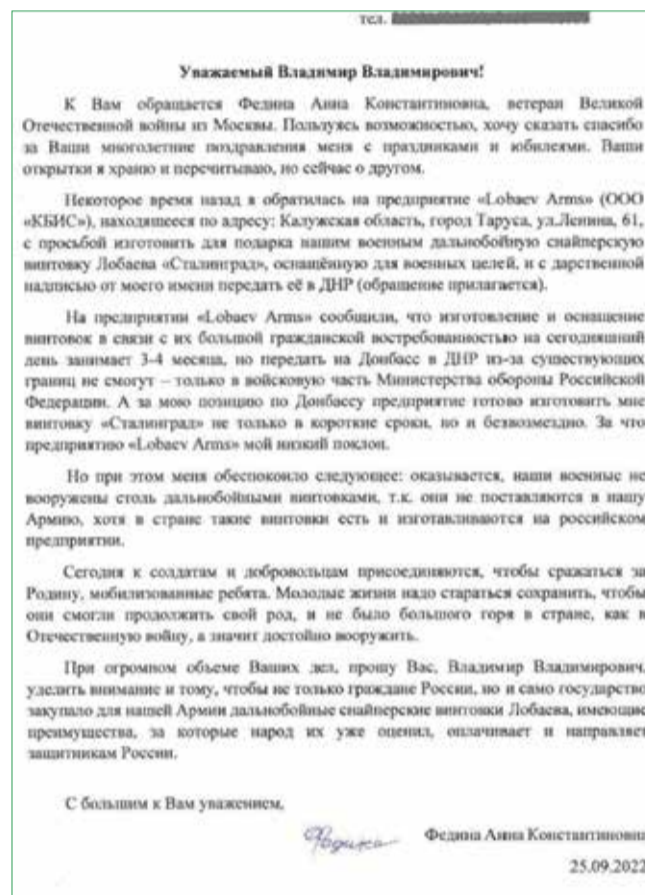 тел.
Уважаемый Владимир Владимирович!
К Вам обращается Федина Анна Константиновна, ветеран Великой
Отечественной войны из Москвы. Пользуясь возможностью, хочу сказать спасибо
за Ваши многолетние поздравления меня с праздниками и юбилеями. Ваши
открытки я храню и перечитываю, но сейчас о другом.
Некоторое время назад я обратилась на предприятие «Lobaev Arms» (ООО
«КБИС»), находящееся по адресу: Калужская область, город Таруса, ул.Ленина, 61,
с просьбой изготовить для подарка нашим военным дальнобойную снайперскую
винтовку Лобаева «Сталинград», оснащённую для военных целей, и с дарственной
надписью от моего имени передать её в ДНР (обращение прилагается).
На предприятии «Lobaev Arms» сообщили, что изготовление и оснащение
винтовок в связи с их большой гражданской востребованностью на сегодняшний
день занимает 3-4 месяца, но передать на Донбасс в ДНР из-за существующих
границ не смогут – только в войсковую часть Министерства обороны Российской
Федерации. А за мою позицию по Донбассу предприятие готово изготовить мне
винтовку «Сталинград» не только в короткие сроки, но и безвозмездно. За что
предприятию «Lobaev Arms» мой низкий поклон.
Но при этом меня обеспокоило следующее: оказывается, наши военные не
вооружены столь дальнобойными винтовками, т.к. они не поставляются в нашу
Армию, хотя в стране такие винтовки есть и изготавливаются на российском
предприятии.
Сегодня к солдатам и добровольцам присоединяются, чтобы сражаться за
Родину, мобилизованные ребята. Молодые жизни надо стараться сохранить, чтобы
они смогли продолжить свой род, и не было большого горя в стране, как в
Отечественную войну, а значит достойно вооружить.
При огромном объеме Ваших дел, прошу Вас, Владимир Владимирович,
уделить внимание и тому, чтобы не только граждане России, но и само государство
закупало для нашей Армии дальнобойные снайперские винтовки Лобаева, имеющие
преимущества, за которые народ их уже оценил, оплачивает и направляет
защитникам России.
С большим к Вам уважением,
Федина Федина Анна Константиновна
25.09.2022